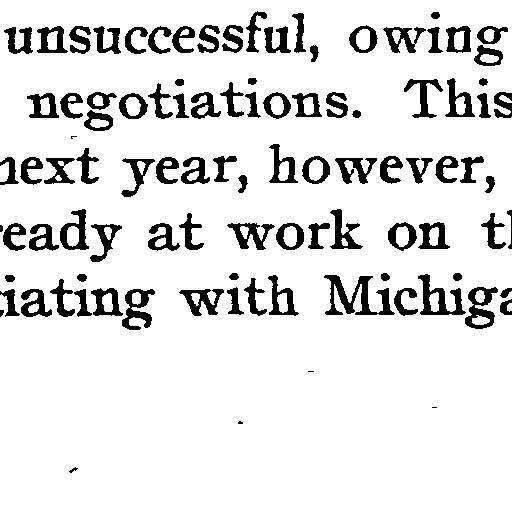 unsuccessful, owing
negotiations. This
next year, however,
ready at work on th
tiating with Michiga